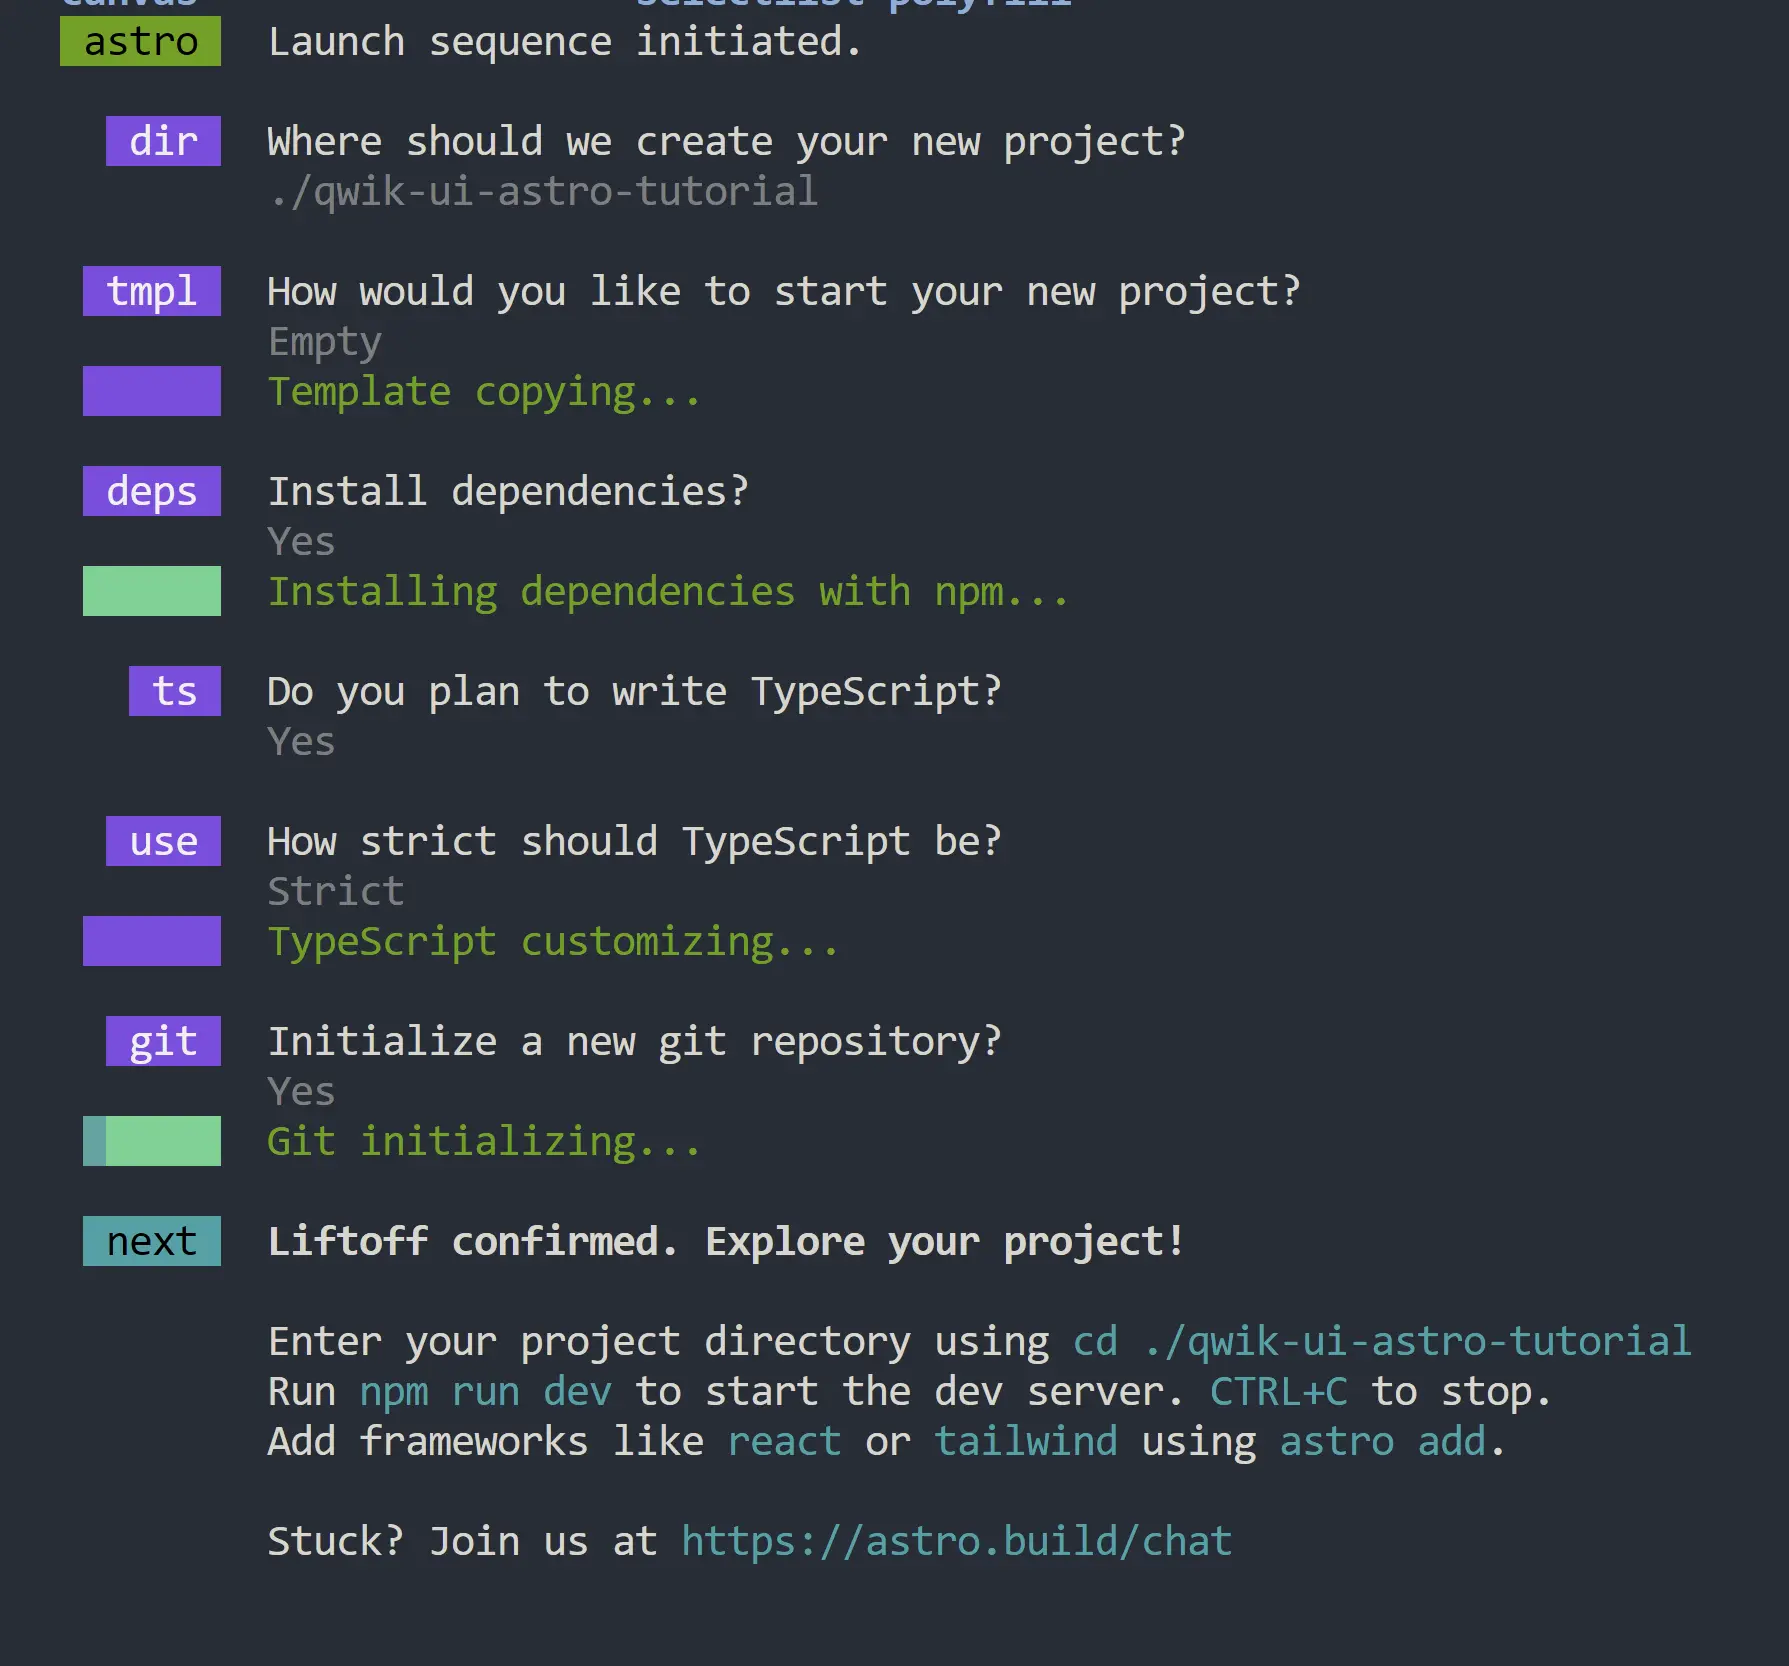 canvas selectlist-polyfill
astro Launch sequence initiated.
dir Where should we create your new project?
./qwik-ui-astro-tutorial
tmpl How would you like to start your new project?
Empty
Template copying...
deps Install dependencies?
Yes
Installing dependencies with npm...
ts Do you plan to write TypeScript?
Yes
use How strict should TypeScript be?
Strict
TypeScript customizing...
git Initialize a new git repository?
Yes
Git initializing...
next Liftoff confirmed. Explore your project!
Enter your project directory using cd ./qwik-ui-astro-tutorial
Run npm run dev to start the dev server. CTRL+C to stop.
Add frameworks like react or tailwind using astro add.
Stuck? Join us at https://astro.build/chat